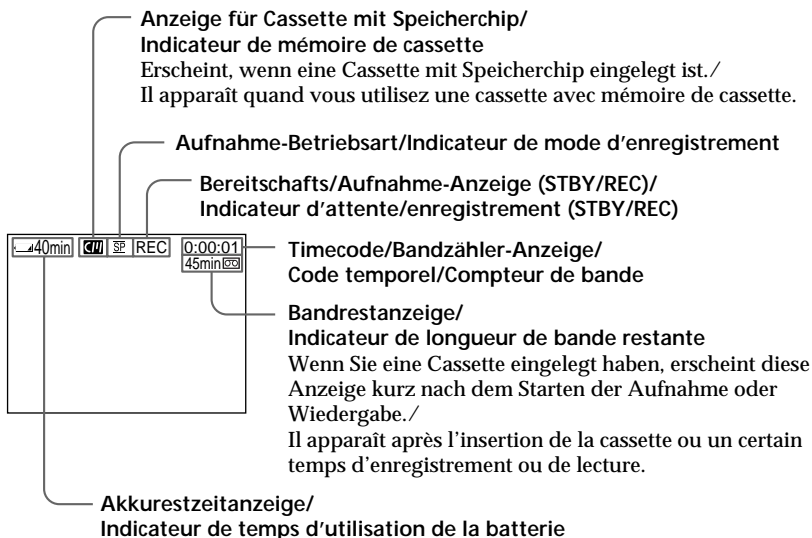 Anzeige für Cassette mit Speicherchip/
Indicateur de mémoire de cassette
Erscheint, wenn eine Cassette mit Speicherchip eingelegt ist./
Il apparaît quand vous utilisez une cassette avec mémoire de cassette.
Aufnahme-Betriebsart/Indicateur de mode d'enregistrement
Bereitschafts/Aufnahme-Anzeige (STBY/REC)/
Indicateur d'attente/enregistrement (STBY/REC)
40min SP REC 0:00:01
45min
Timecode/Bandzähler-Anzeige/
Code temporel/Compteur de bande
Bandrestanzeige/
Indicateur de longueur de bande restante
Wenn Sie eine Cassette eingelegt haben, erscheint diese
Anzeige kurz nach dem Starten der Aufnahme oder
Wiedergabe./
Il apparaît après l'insertion de la cassette ou un certain
temps d'enregistrement ou de lecture.
Akkurestzeitanzeige/
Indicateur de temps d'utilisation de la batterie